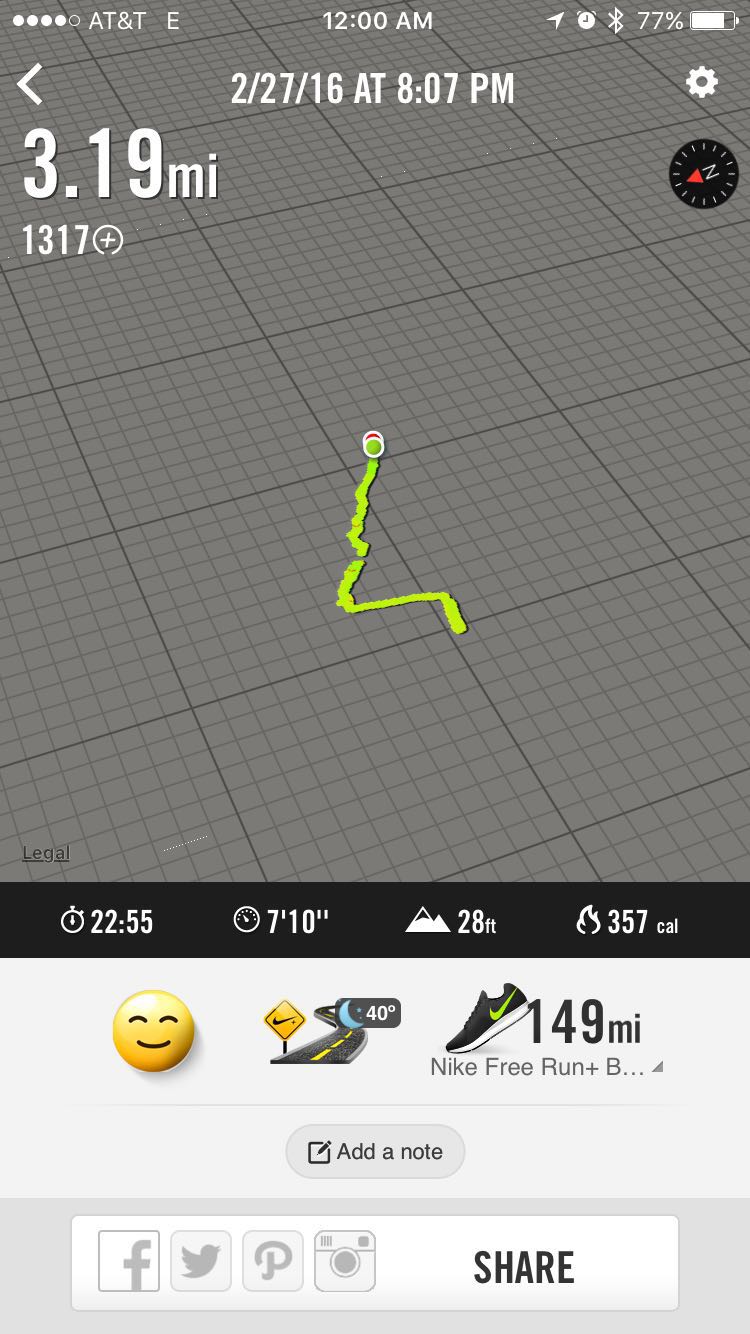 AT&T E 12:00 AM 77%
2/27/16 AT 8:07 PM
3.19mi
N
1317
Legal
22:55 7'10'' 28ft 357 cal
40º
149mi
Nike Free Run+ B...
Add a note
SHARE